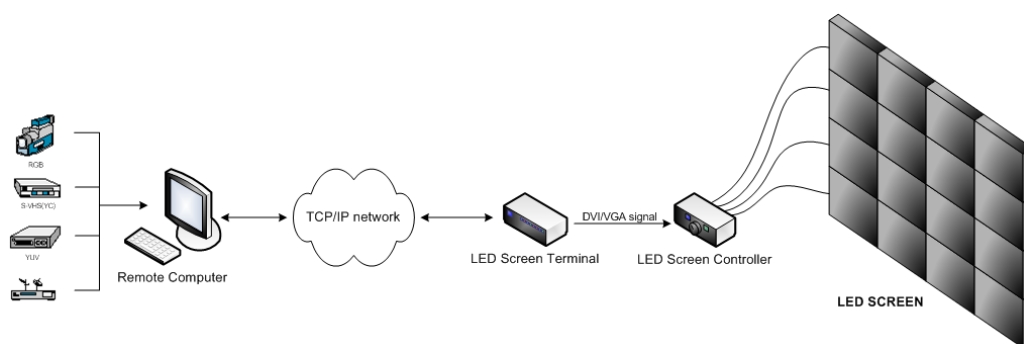 RGB
S-VHS(YC)
YUV
Remote Computer
TCP/IP network
LED Screen Terminal
DVI/VGA signal
LED Screen Controller
LED SCREEN